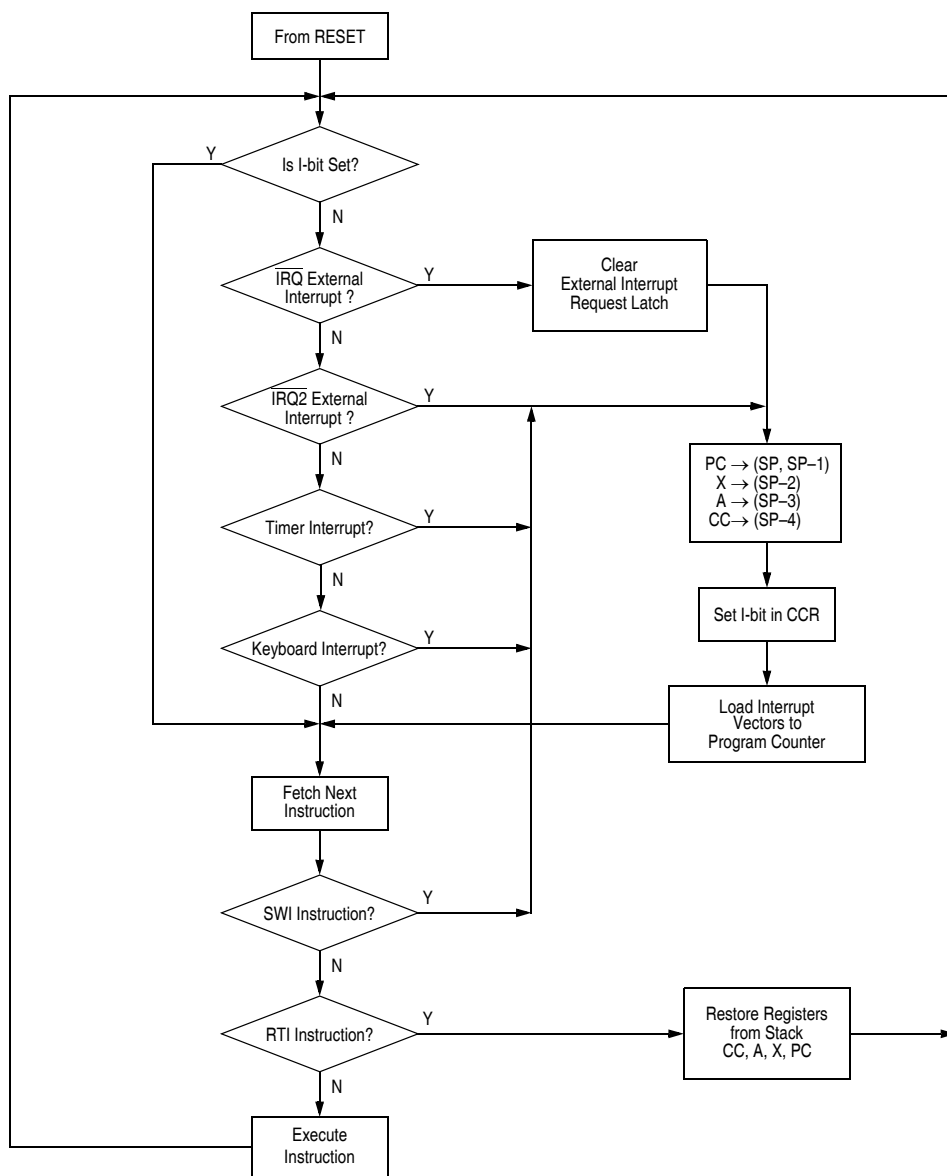 From RESET
Y
Is I-bit Set?
N
IRQ External
Interrupt ?
Y
Clear
External Interrupt
Request Latch
N
IRQ2 External
Interrupt ?
Y
N
PC → (SP, SP–1)
X → (SP–2)
A → (SP–3)
CC → (SP–4)
Timer Interrupt?
Y
N
Set I-bit in CCR
Keyboard Interrupt?
Y
N
Load Interrupt
Vectors to
Program Counter
Fetch Next
Instruction
SWI Instruction?
Y
N
RTI Instruction?
Y
Restore Registers
from Stack
CC, A, X, PC
N
Execute
Instruction